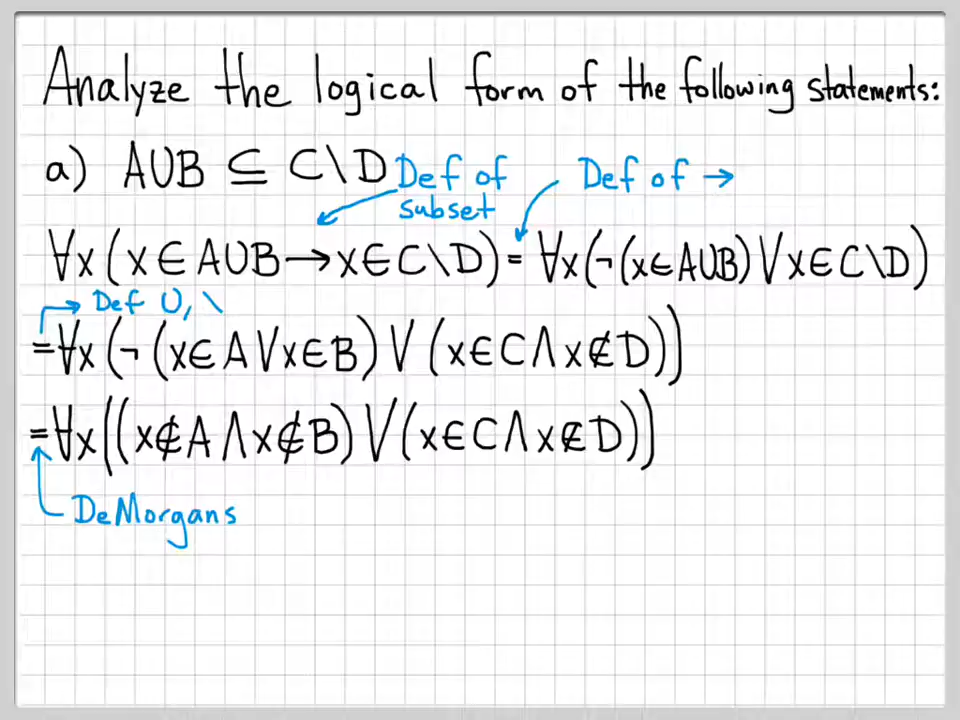 Analyze the logical form of the following statements:
a) A∪B ⊆ C\D
Def of subset
Def of →
∀x(x∈A∪B→x∈C\D) = ∀x(¬(x∈A∪B)∨x∈C\D)
Def ∪, \
=∀x(¬(x∈A∨x∈B)∨(x∈C∧x∉D))
=∀x((x∉A∧x∉B)∨(x∈C∧x∉D))
DeMorgans